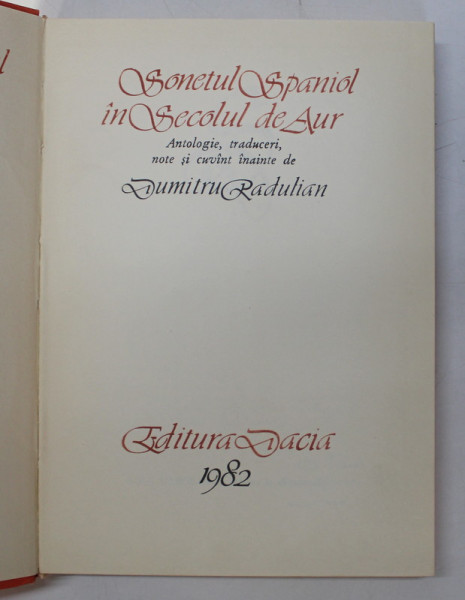 Sonetul Spaniol
în Secolul de Aur
Antologie, traduceri,
note și cuvînt înainte de
Dumitru Radulian
Editura Dacia
1982